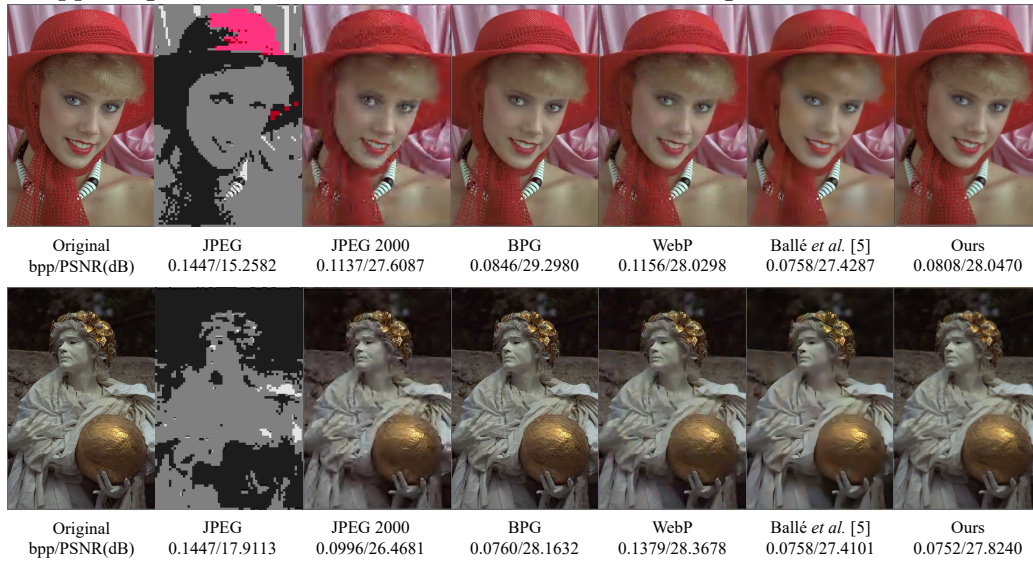 Original JPEG JPEG 2000 BPG WebP Ballé et al. [5] Ours
bpp/PSNR(dB) 0.1447/15.2582 0.1137/27.6087 0.0846/29.2980 0.1156/28.0298 0.0758/27.4287 0.0808/28.0470
Original JPEG JPEG 2000 BPG WebP Ballé et al. [5] Ours
bpp/PSNR(dB) 0.1447/17.9113 0.0996/26.4681 0.0760/28.1632 0.1379/28.3678 0.0758/27.4101 0.0752/27.8240